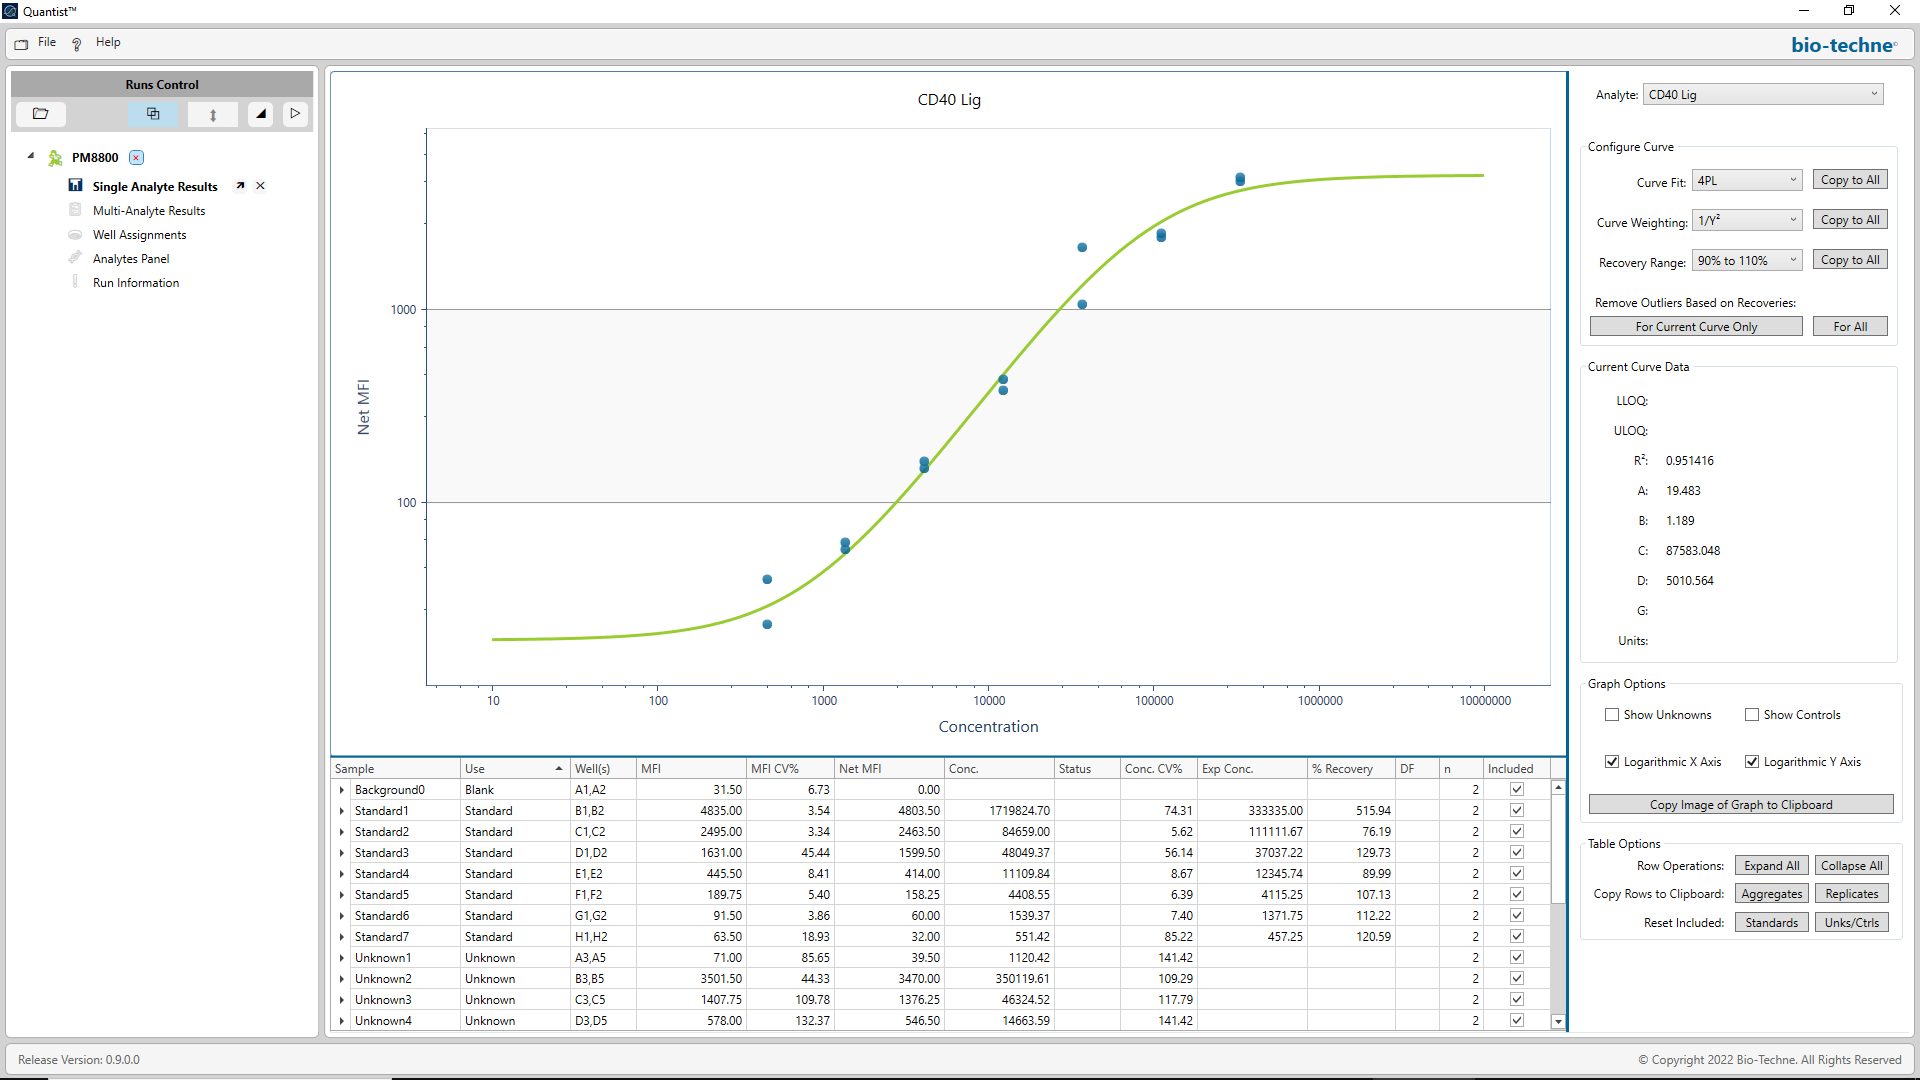 Quantist™
File Help
bio-techne®
Runs Control
PM8800
Single Analyte Results
Multi-Analyte Results
Well Assignments
Analytes Panel
Run Information
CD40 Lig
Net MFI
1000
100
10 100 1000 10000 100000 1000000 10000000
Concentration
Sample Use Well(s) MFI MFI CV% Net MFI Conc. Status Conc. CV% Exp Conc. % Recovery DF n Included
Background0 Blank A1,A2 31.50 6.73 0.00 2
Standard1 Standard B1,B2 4835.00 3.54 4803.50 1719824.70 74.31 333335.00 515.94 2
Standard2 Standard C1,C2 2495.00 3.34 2463.50 84659.00 5.62 111111.67 76.19 2
Standard3 Standard D1,D2 1631.00 45.44 1599.50 48049.37 56.14 37037.22 129.73 2
Standard4 Standard E1,E2 445.50 8.41 414.00 11109.84 8.67 12345.74 89.99 2
Standard5 Standard F1,F2 189.75 5.40 158.25 4408.55 6.39 4115.25 107.13 2
Standard6 Standard G1,G2 91.50 3.86 60.00 1539.37 7.40 1371.75 112.22 2
Standard7 Standard H1,H2 63.50 18.93 32.00 551.42 85.22 457.25 120.59 2
Unknown1 Unknown A3,A5 71.00 85.65 39.50 1120.42 141.42 2
Unknown2 Unknown B3,B5 3501.50 44.33 3470.00 350119.61 109.29 2
Unknown3 Unknown C3,C5 1407.75 109.78 1376.25 46324.52 117.79 2
Unknown4 Unknown D3,D5 578.00 132.37 546.50 14663.59 141.42 2
Analyte: CD40 Lig
Configure Curve
Curve Fit: 4PL Copy to All
Curve Weighting: 1/Y² Copy to All
Recovery Range: 90% to 110% Copy to All
Remove Outliers Based on Recoveries:
For Current Curve Only For All
Current Curve Data
LLOQ:
ULOQ:
R²: 0.951416
A: 19.483
B: 1.189
C: 87583.048
D: 5010.564
G:
Units:
Graph Options
Show Unknowns Show Controls
Logarithmic X Axis Logarithmic Y Axis
Copy Image of Graph to Clipboard
Table Options
Row Operations: Expand All Collapse All
Copy Rows to Clipboard: Aggregates Replicates
Reset Included: Standards Unks/Ctrls
Release Version: 0.9.0.0
© Copyright 2022 Bio-Techne. All Rights Reserved